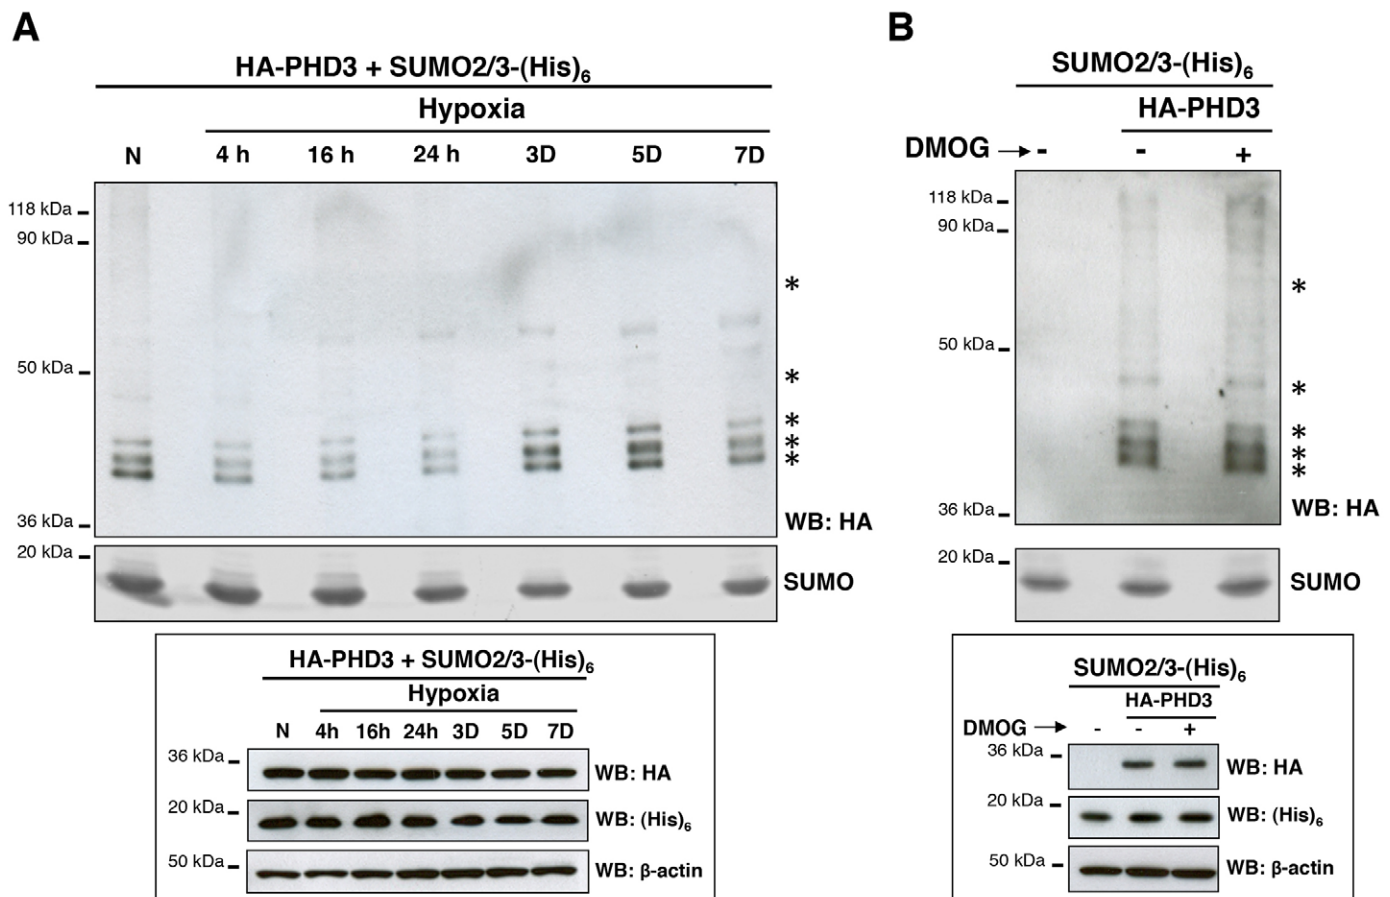 A
HA-PHD3 + SUMO2/3-(His)6
Hypoxia
N 4 h 16 h 24 h 3D 5D 7D
118 kDa
90 kDa
*
50 kDa
*
*
*
*
36 kDa
WB: HA
20 kDa
SUMO
HA-PHD3 + SUMO2/3-(His)6
Hypoxia
N 4h 16h 24h 3D 5D 7D
36 kDa
WB: HA
20 kDa
WB: (His)6
50 kDa
WB: β-actin
B
SUMO2/3-(His)6
HA-PHD3
DMOG → - - +
118 kDa
90 kDa
*
50 kDa
*
*
*
*
36 kDa
WB: HA
20 kDa
SUMO
SUMO2/3-(His)6
HA-PHD3
DMOG → - - +
36 kDa
WB: HA
20 kDa
WB: (His)6
50 kDa
WB: β-actin